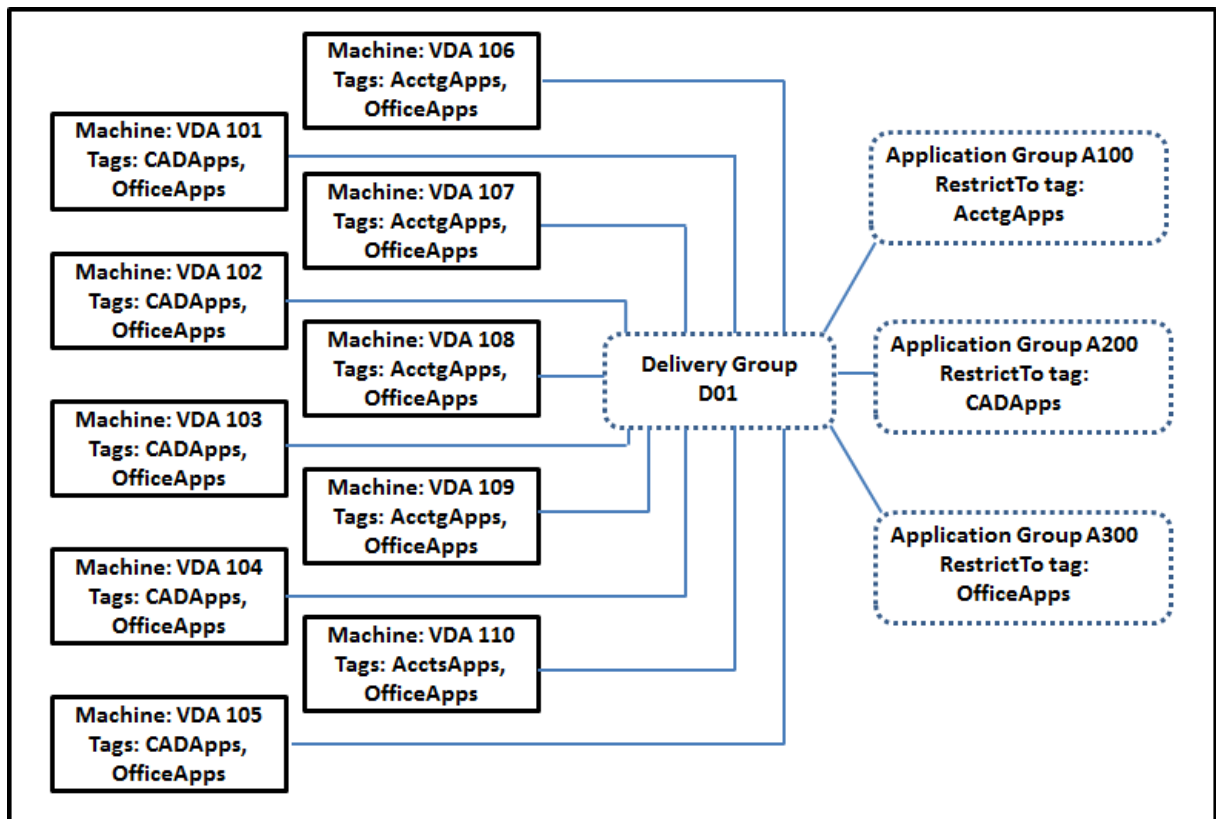 Machine: VDA 101
Tags: CADApps,
OfficeApps
Machine: VDA 102
Tags: CADApps,
OfficeApps
Machine: VDA 103
Tags: CADApps,
OfficeApps
Machine: VDA 104
Tags: CADApps,
OfficeApps
Machine: VDA 105
Tags: CADApps,
OfficeApps
Machine: VDA 106
Tags: AcctgApps,
OfficeApps
Machine: VDA 107
Tags: AcctgApps,
OfficeApps
Machine: VDA 108
Tags: AcctgApps,
OfficeApps
Machine: VDA 109
Tags: AcctgApps,
OfficeApps
Machine: VDA 110
Tags: AcctsApps,
OfficeApps
Delivery Group
D01
Application Group A100
RestrictTo tag:
AcctgApps
Application Group A200
RestrictTo tag:
CADApps
Application Group A300
RestrictTo tag:
OfficeApps